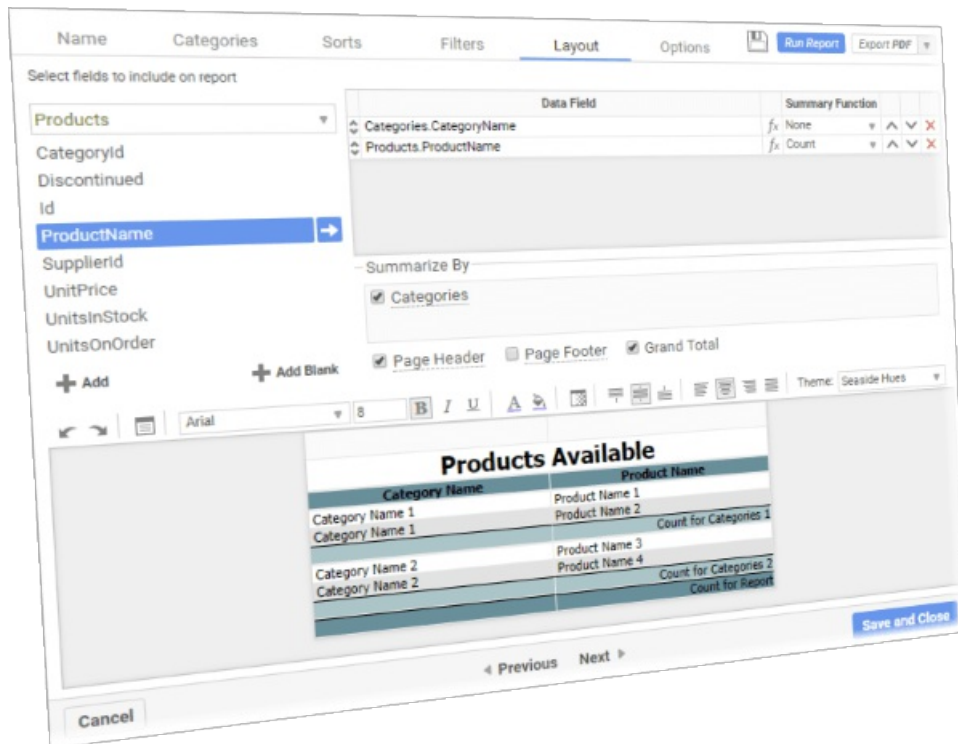 Name Categories Sorts Filters Layout Options Run Report Export PDF
Select fields to include on report
Products
CategoryId
Discontinued
Id
ProductName
SupplierId
UnitPrice
UnitsInStock
UnitsOnOrder
Add Add Blank
Data Field Summary Function
Categories.CategoryName fx None
Products.ProductName fx Count
Summarize By
Categories
Page Header Page Footer Grand Total
Arial 8 B I U A Theme: Seaside Hues
Products Available
Category Name Product Name
Category Name 1 Product Name 1
Category Name 1 Product Name 2
Count for Categories 1
Category Name 2 Product Name 3
Category Name 2 Product Name 4
Count for Categories 2
Count for Report
Previous Next Save and Close
Cancel